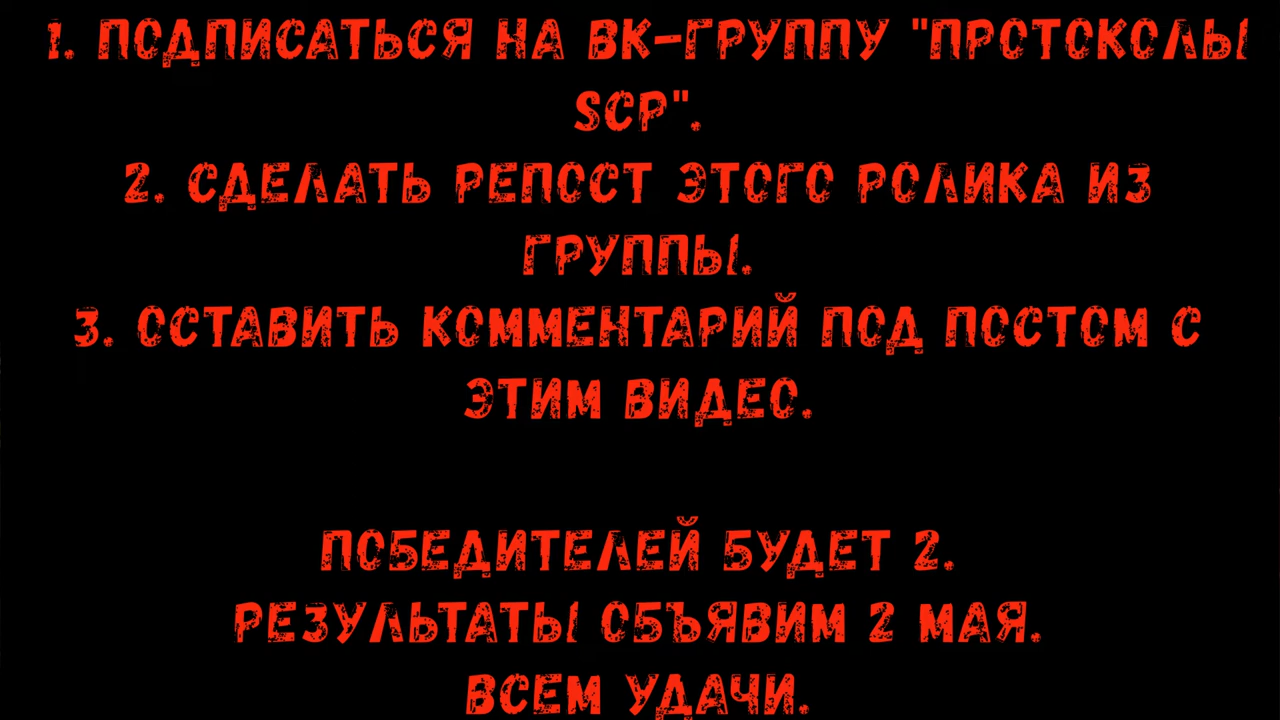 1. ПОДПИСАТЬСЯ НА ВК-ГРУППУ "ПРОТОКОЛЫ
SCP".
2. СДЕЛАТЬ РЕПОСТ ЭТОГО РОЛИКА ИЗ
ГРУППЫ.
3. ОСТАВИТЬ КОММЕНТАРИЙ ПОД ПОСТОМ С
ЭТИМ ВИДЕО.
ПОБЕДИТЕЛЕЙ БУДЕТ 2.
РЕЗУЛЬТАТЫ ОБЪЯВИМ 2 МАЯ.
ВСЕМ УДАЧИ.